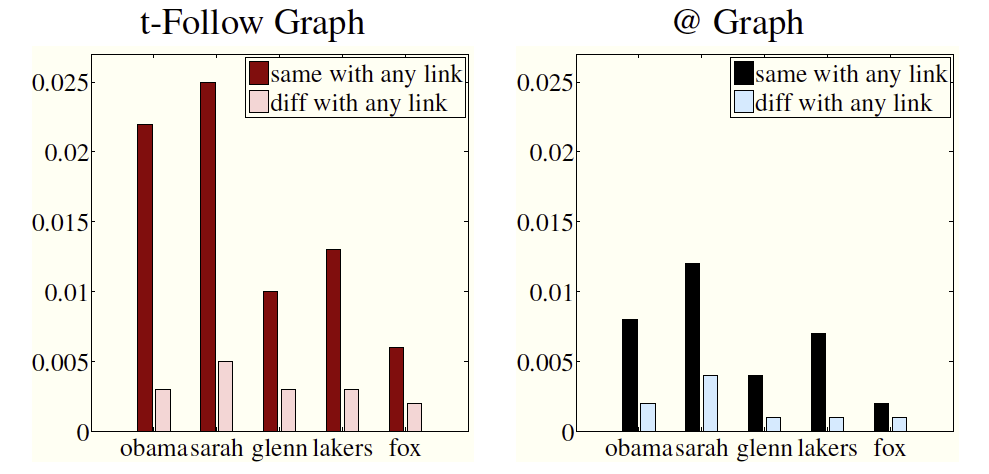 t-Follow Graph
same with any link
diff with any link
0.025
0.02
0.015
0.01
0.005
0
obama sarah glenn lakers fox
@ Graph
same with any link
diff with any link
0.025
0.02
0.015
0.01
0.005
0
obama sarah glenn lakers fox